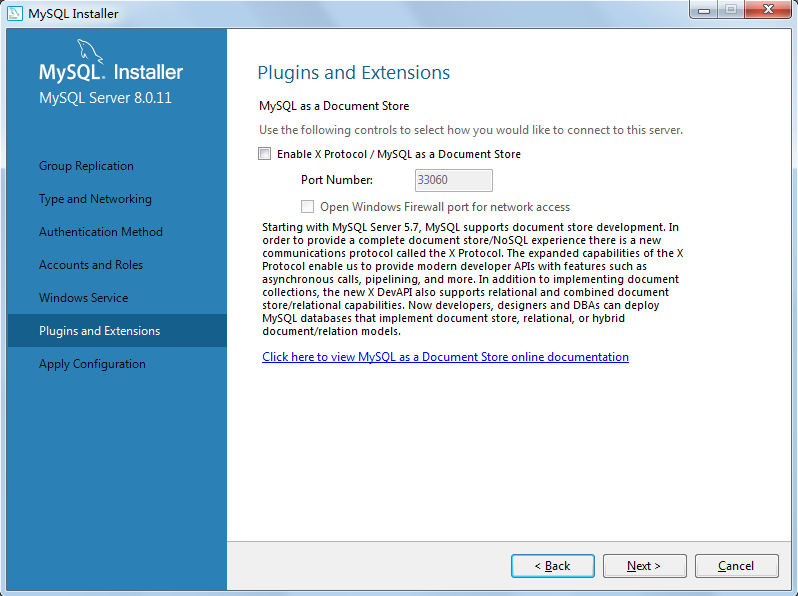 MySQL Installer
MySQL. Installer
MySQL Server 8.0.11
Group Replication
Type and Networking
Authentication Method
Accounts and Roles
Windows Service
Plugins and Extensions
Apply Configuration
Plugins and Extensions
MySQL as a Document Store
Use the following controls to select how you would like to connect to this server.
Enable X Protocol / MySQL as a Document Store
Port Number: 33060
Open Windows Firewall port for network access
Starting with MySQL Server 5.7, MySQL supports document store development. In
order to provide a complete document store/NoSQL experience there is a new
communications protocol called the X Protocol. The expanded capabilities of the X
Protocol enable us to provide modern developer APIs with features such as
asynchronous calls, pipelining, and more. In addition to implementing document
collections, the new X DevAPI also supports relational and combined document
store/relational capabilities. Now developers, designers and DBAs can deploy
MySQL databases that implement document store, relational, or hybrid
document/relation models.
Click here to view MySQL as a Document Store online documentation
< Back Next > Cancel